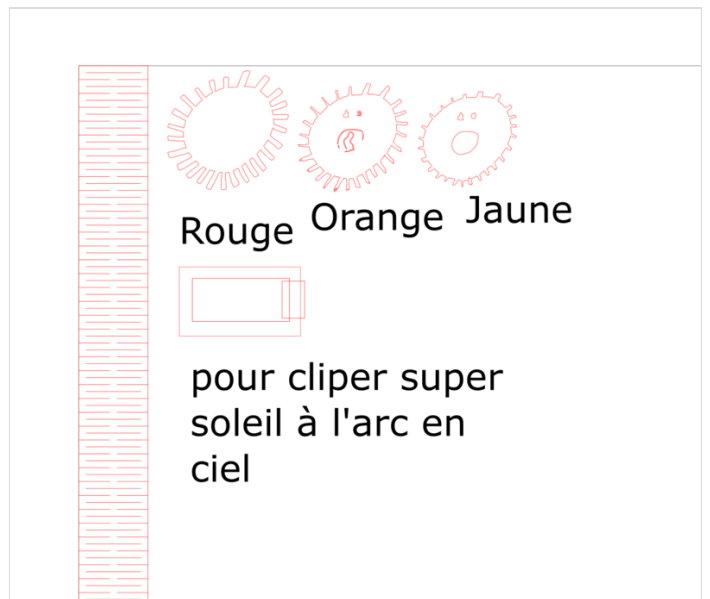 Rouge Orange Jaune
pour cliper super
soleil à l'arc en
ciel